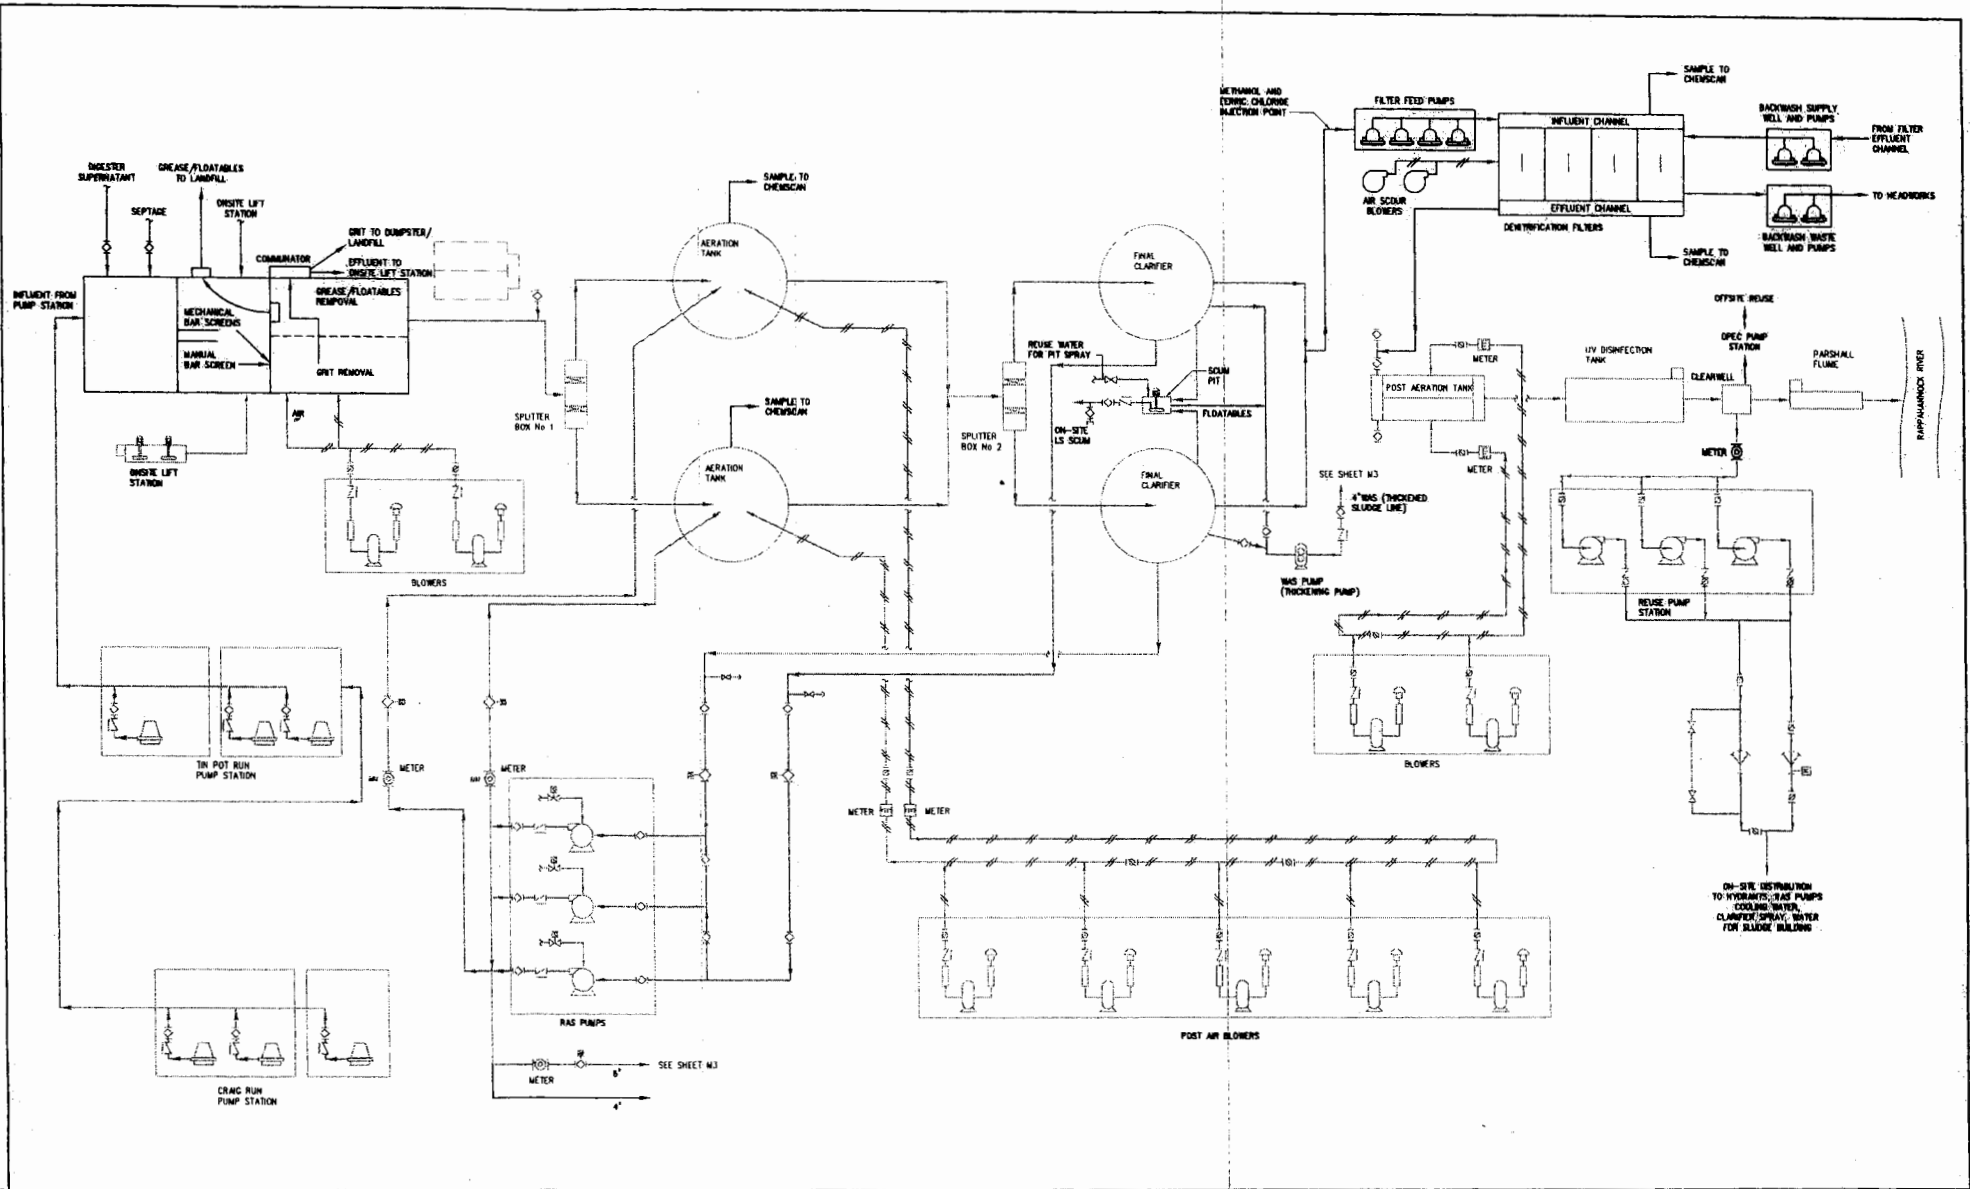 METHANOL AND
FERRIC CHLORIDE
INJECTION POINT
FILTER FEED PUMPS
SAMPLE TO
CHEMSCAN
INFLUENT CHANNEL
BACKWASH SUPPLY
WELL AND PUMPS
FROM FILTER
EFFLUENT
CHANNEL
AIR SCOUR
BLOWERS
EFFLUENT CHANNEL
DENITRIFICATION FILTERS
TO HEADWORKS
BACKWASH WASTE
WELL AND PUMPS
SAMPLE TO
CHEMSCAN
DIGESTER
SUPERNATANT
GREASE/FLOATABLES
TO LANDFILL
SEPTAGE
ONSITE LIFT
STATION
GRIT TO DUMPSTER/
LANDFILL
COMMUNATOR
EFFLUENT TO
ONSITE LIFT STATION
GREASE/FLOATABLES
REMPOVAL
INFLUENT FROM
PUMP STATION
MECHANICAL
BAR SCREENS
MANUAL
BAR SCREEN
GRIT REMOVAL
AIR
ONSITE LIFT
STATION
BLOWERS
SPLITTER
BOX No 1
SAMPLE TO
CHEMSCAN
AERATION
TANK
SAMPLE TO
CHEMSCAN
AERATION
TANK
SPLITTER
BOX No 2
FINAL
CLARIFIER
REUSE WATER
FOR PIT SPRAY
SCUM
PIT
FLOATABLES
ON-SITE
LS SCUM
FINAL
CLARIFIER
SEE SHEET M3
4" WAS (THICKENED
SLUDGE LINE)
WAS PUMP
(THICKENING PUMP)
METER
POST AERATION TANK
METER
UV DISINFECTION
TANK
OFFSITE REUSE
OPEC PUMP
STATION
CLEARWELL
PARSHALL
FLUME
RAPPAHANNOCK RIVER
METER
REUSE PUMP
STATION
BLOWERS
ON-SITE DISTRIBUTION
TO HYDRANTS, RAS PUMPS
COOLING WATER,
CLARIFIER SPRAY, WATER
FOR SLUDGE BUILDING
TIN POT RUN
PUMP STATION
METER
METER
METER
METER
RAS PUMPS
POST AIR BLOWERS
CRAIG RUN
PUMP STATION
METER
6"
SEE SHEET M3
4"